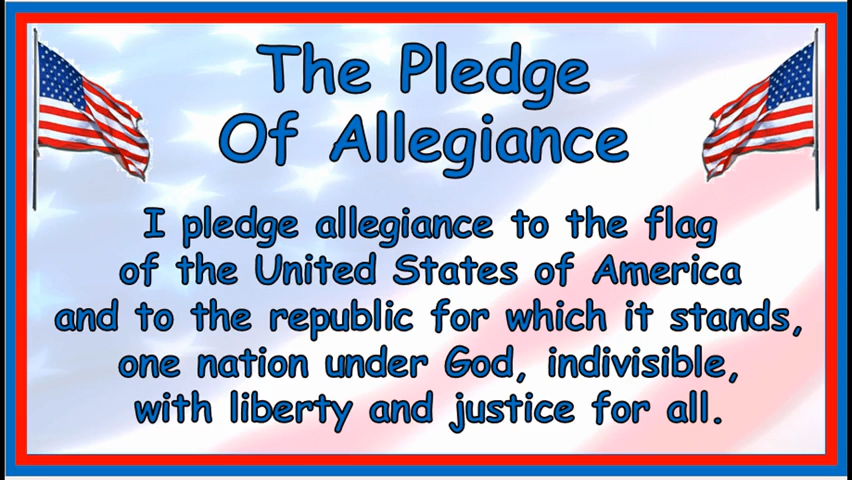 The Pledge
Of Allegiance
I pledge allegiance to the flag
of the United States of America
and to the republic for which it stands,
one nation under God, indivisible,
with liberty and justice for all.